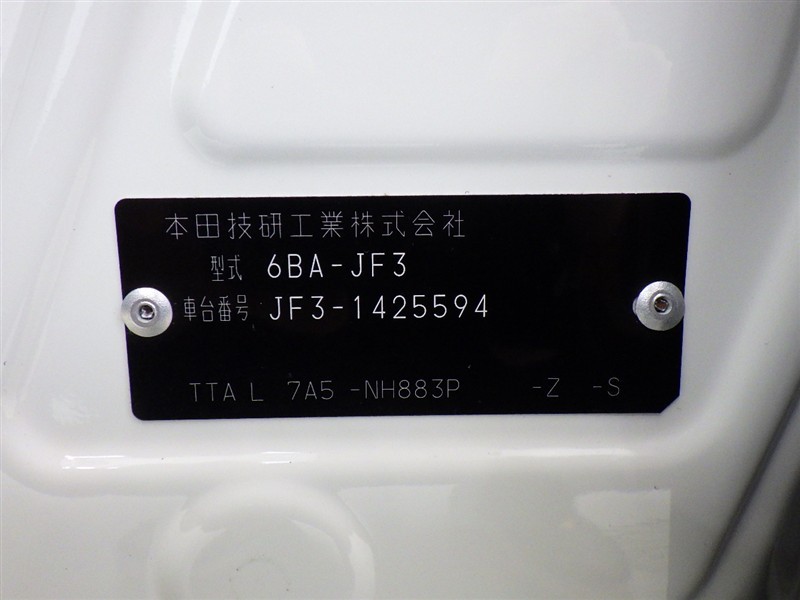 本田技研工業株式会社
型式 6BA-JF3
車台番号 JF3-1425594
TTA L 7A5 -NH883P -Z -S